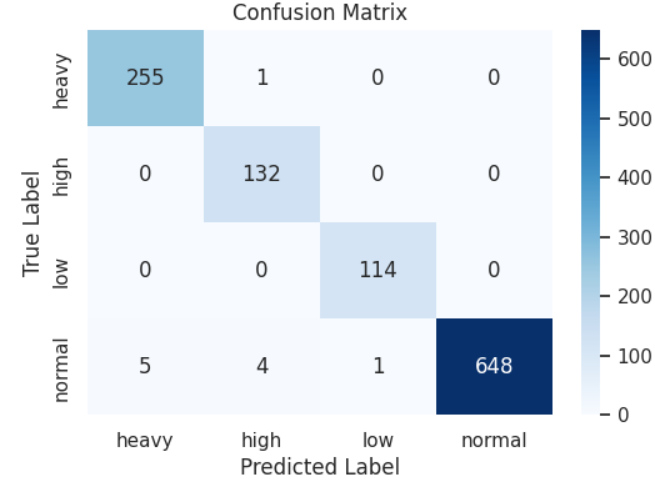 Confusion Matrix
True Label
heavy 255 1 0 0
high 0 132 0 0
low 0 0 114 0
normal 5 4 1 648
heavy high low normal
Predicted Label
600
500
400
300
200
100
0